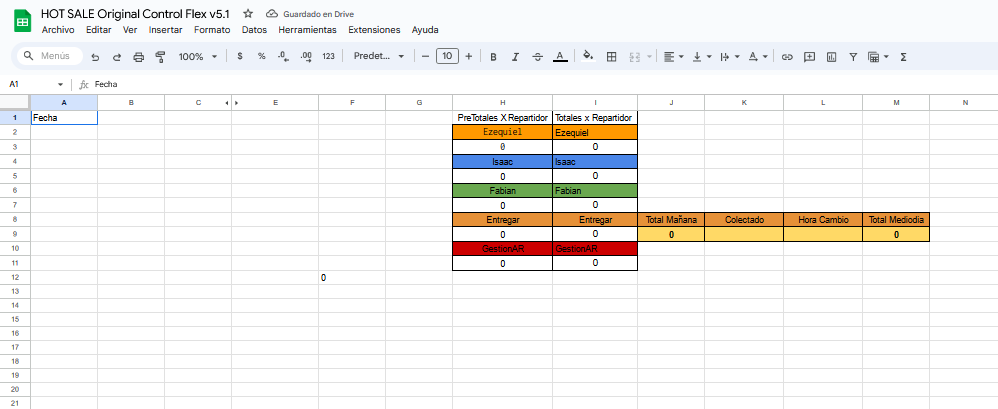 HOT SALE Original Control Flex v5.1 Guardado en Drive
Archivo Editar Ver Insertar Formato Datos Herramientas Extensiones Ayuda
Menús 100% $ % .0 .00 123 Predet... − 10 + B I S A A Σ
A1 fx Fecha
A B C E F G H I J K L M N
1 Fecha PreTotales X Repartidor Totales x Repartidor
2 Ezequiel Ezequiel
3 0 0
4 Isaac Isaac
5 0 0
6 Fabian Fabian
7 0 0
8 Entregar Entregar Total Mañana Colectado Hora Cambio Total Mediodia
9 0 0 0 0
10 GestionAR GestionAR
11 0 0
12 0
13
14
15
16
17
18
19
20
21